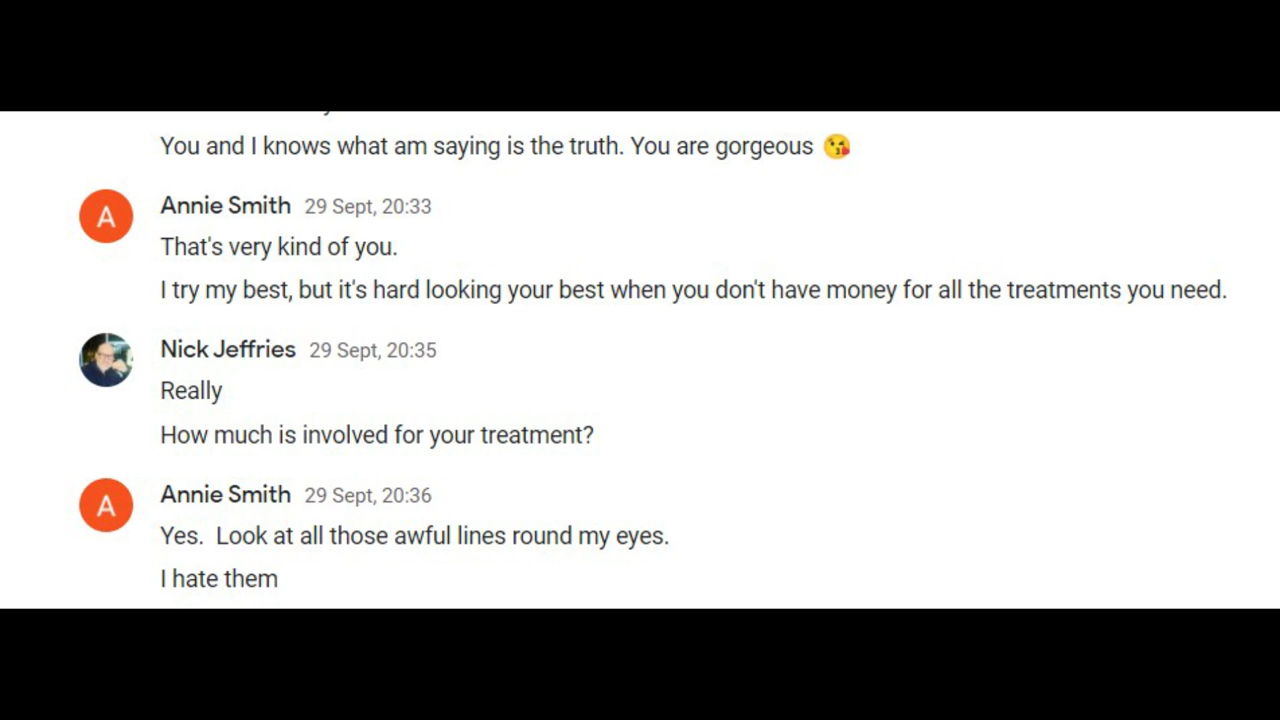 You and I knows what am saying is the truth. You are gorgeous 😘
A
Annie Smith 29 Sept, 20:33
That's very kind of you.
I try my best, but it's hard looking your best when you don't have money for all the treatments you need.
Nick Jeffries 29 Sept, 20:35
Really
How much is involved for your treatment?
A
Annie Smith 29 Sept, 20:36
Yes.  Look at all those awful lines round my eyes.
I hate them